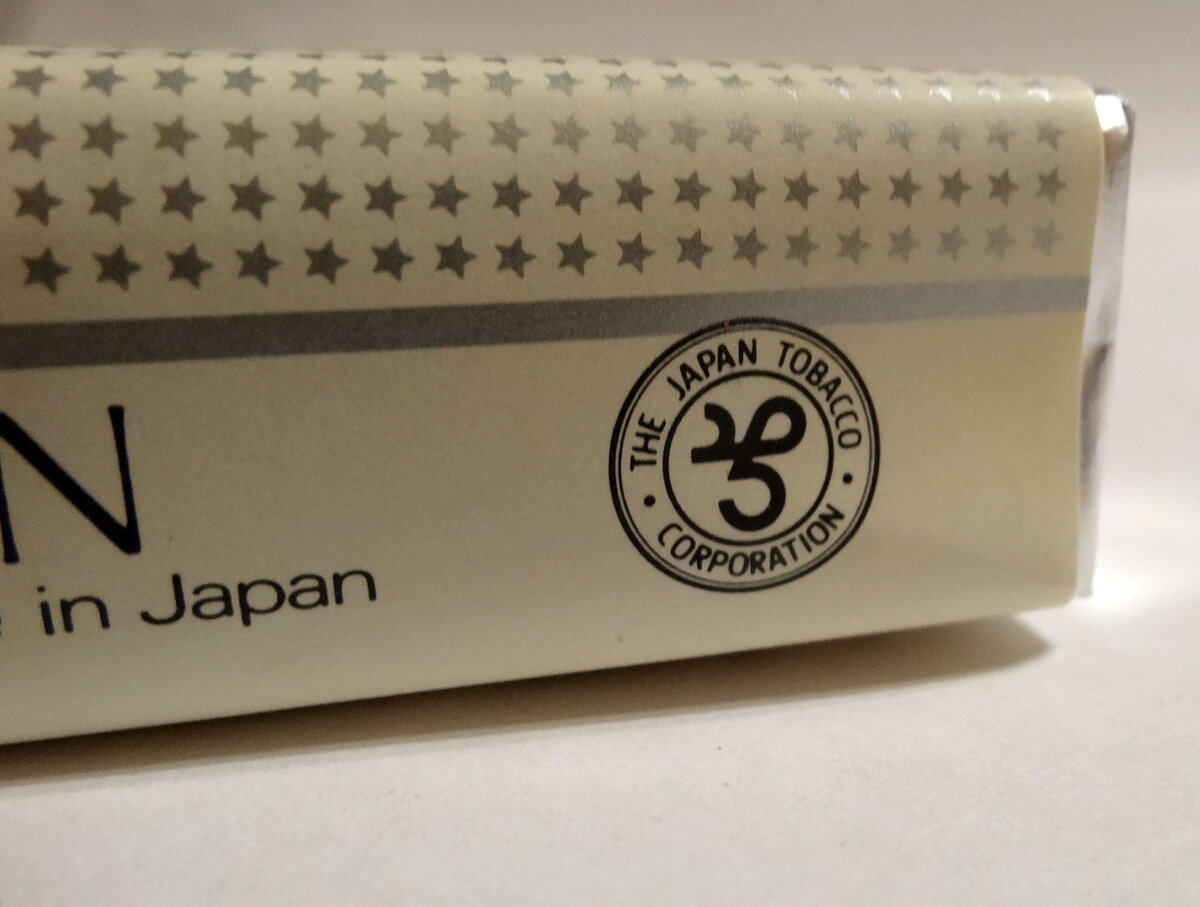 N
in Japan
THE JAPAN TOBACCO
CORPORATION